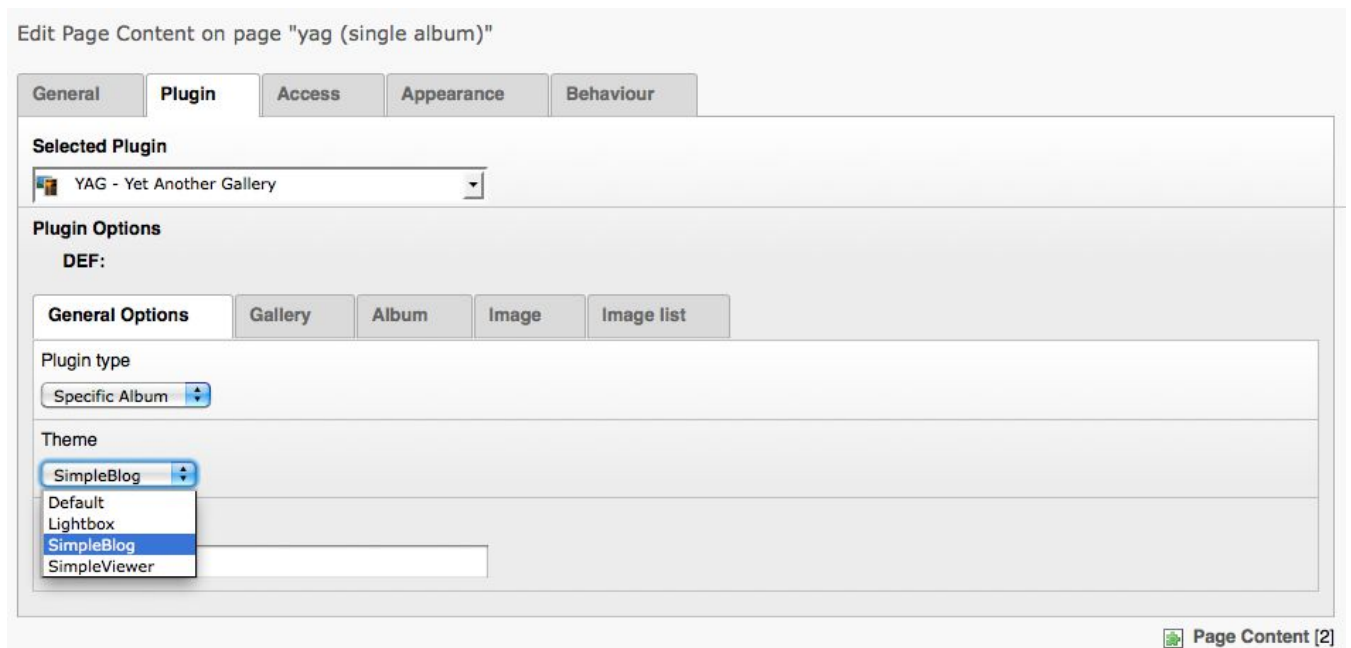 Edit Page Content on page "yag (single album)"
General Plugin Access Appearance Behaviour
Selected Plugin
YAG - Yet Another Gallery
Plugin Options
DEF:
General Options Gallery Album Image Image list
Plugin type
Specific Album
Theme
SimpleBlog
Default
Lightbox
SimpleBlog
SimpleViewer
Page Content [2]